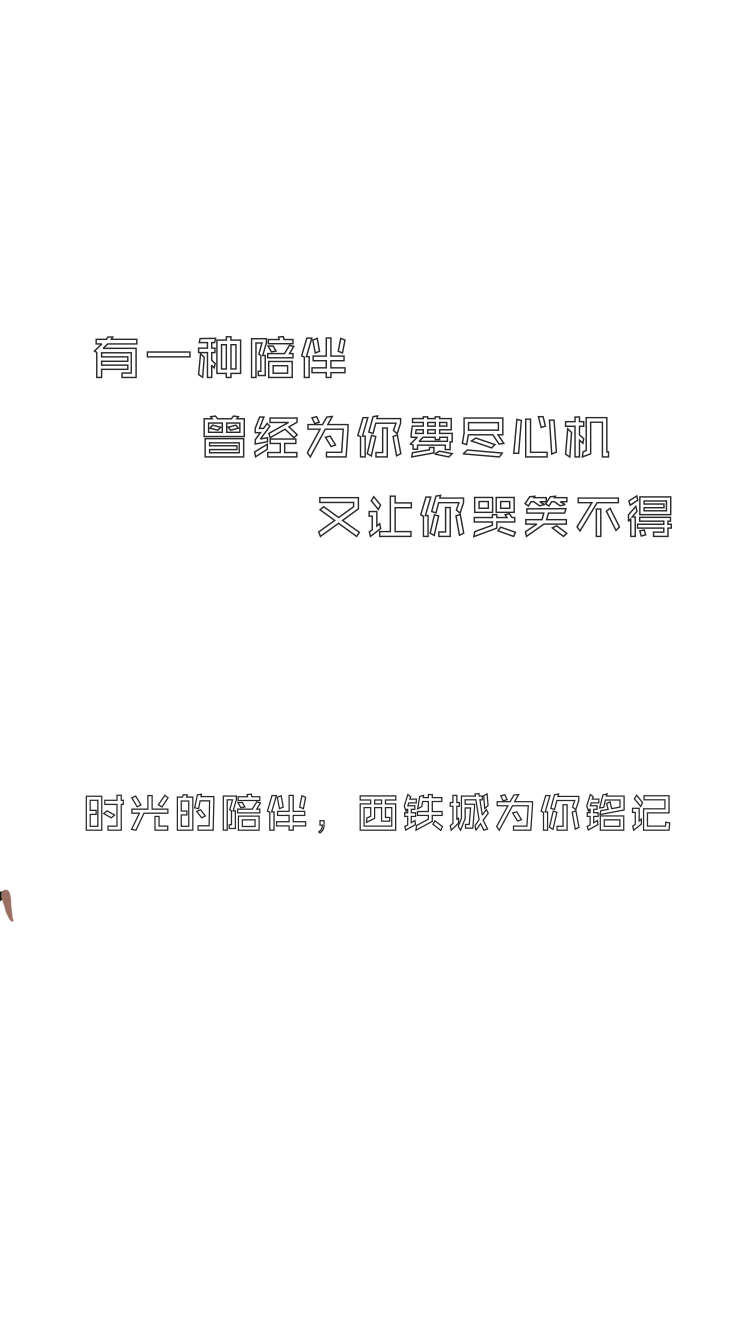 有一种陪伴
曾经为你费尽心机
又让你哭笑不得
时光的陪伴，西铁城为你铭记